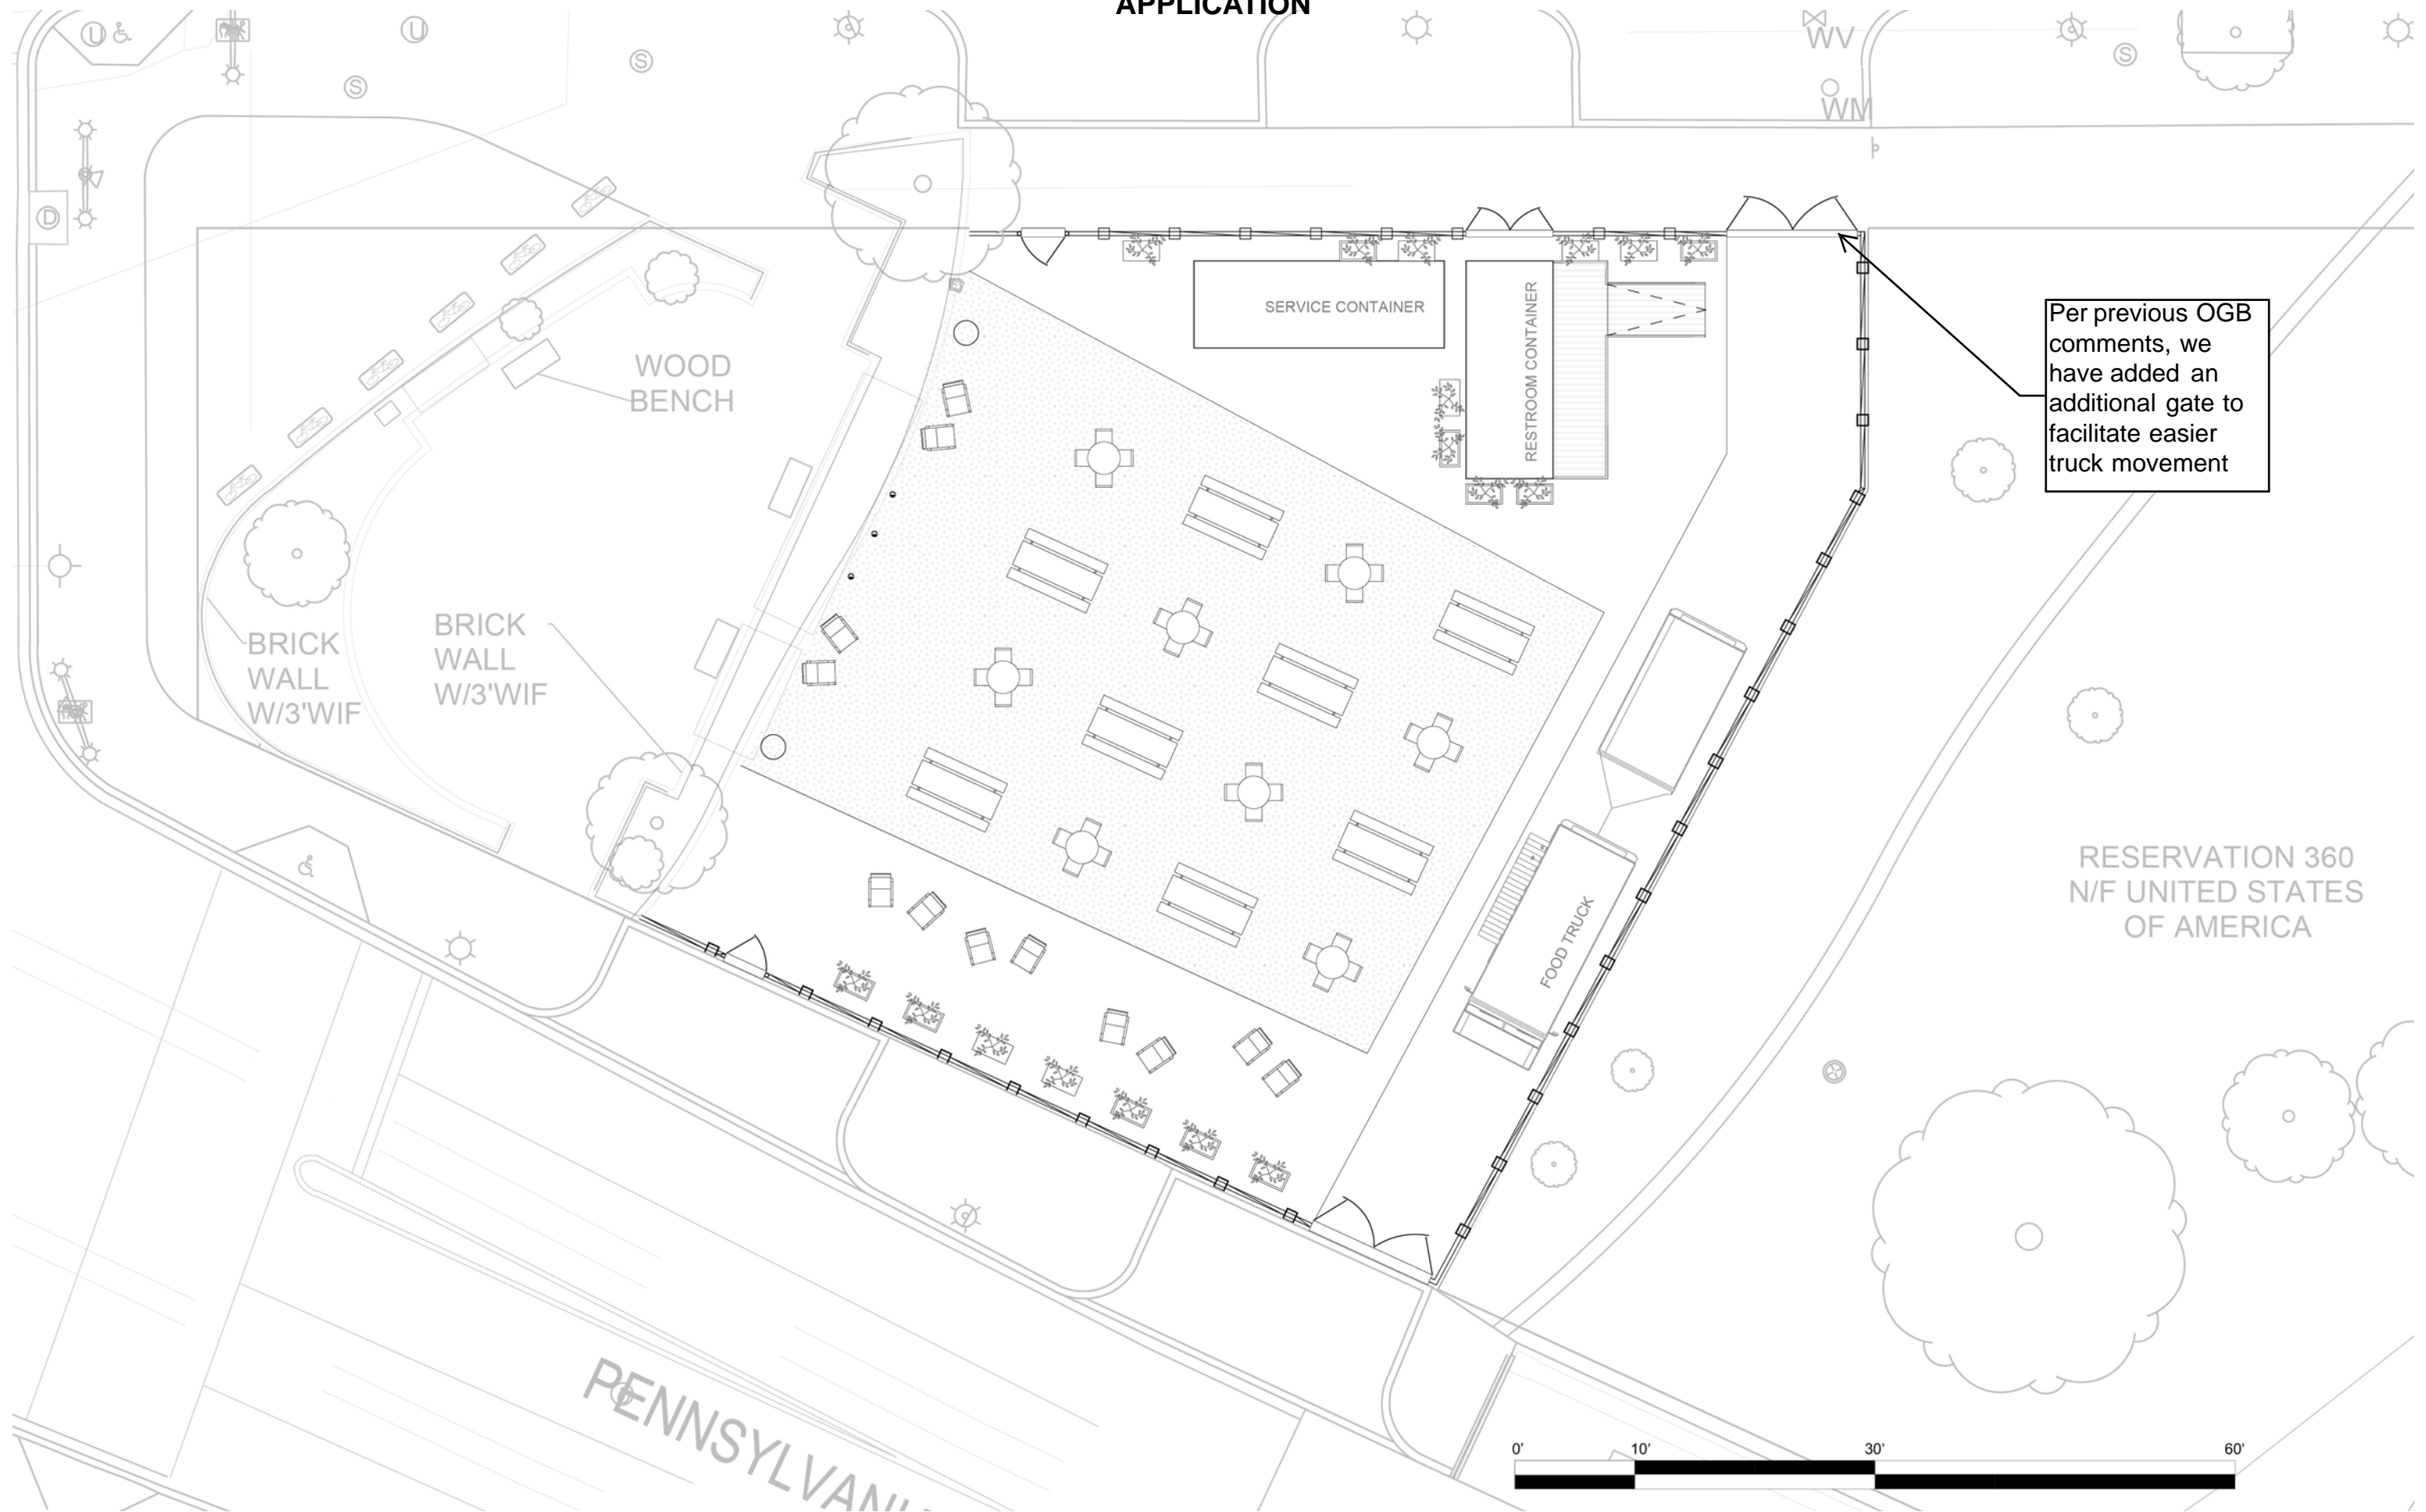 APPLICATION
U
U
S
S
WV
S
WM
D
SERVICE CONTAINER
RESTROOM CONTAINER
Per previous OGB
comments, we
have added an
additional gate to
facilitate easier
truck movement
WOOD
BENCH
BRICK
WALL
W/3'WIF
BRICK
WALL
W/3'WIF
RESERVATION 360
N/F UNITED STATES
OF AMERICA
FOOD TRUCK
0'
10'
30'
60'